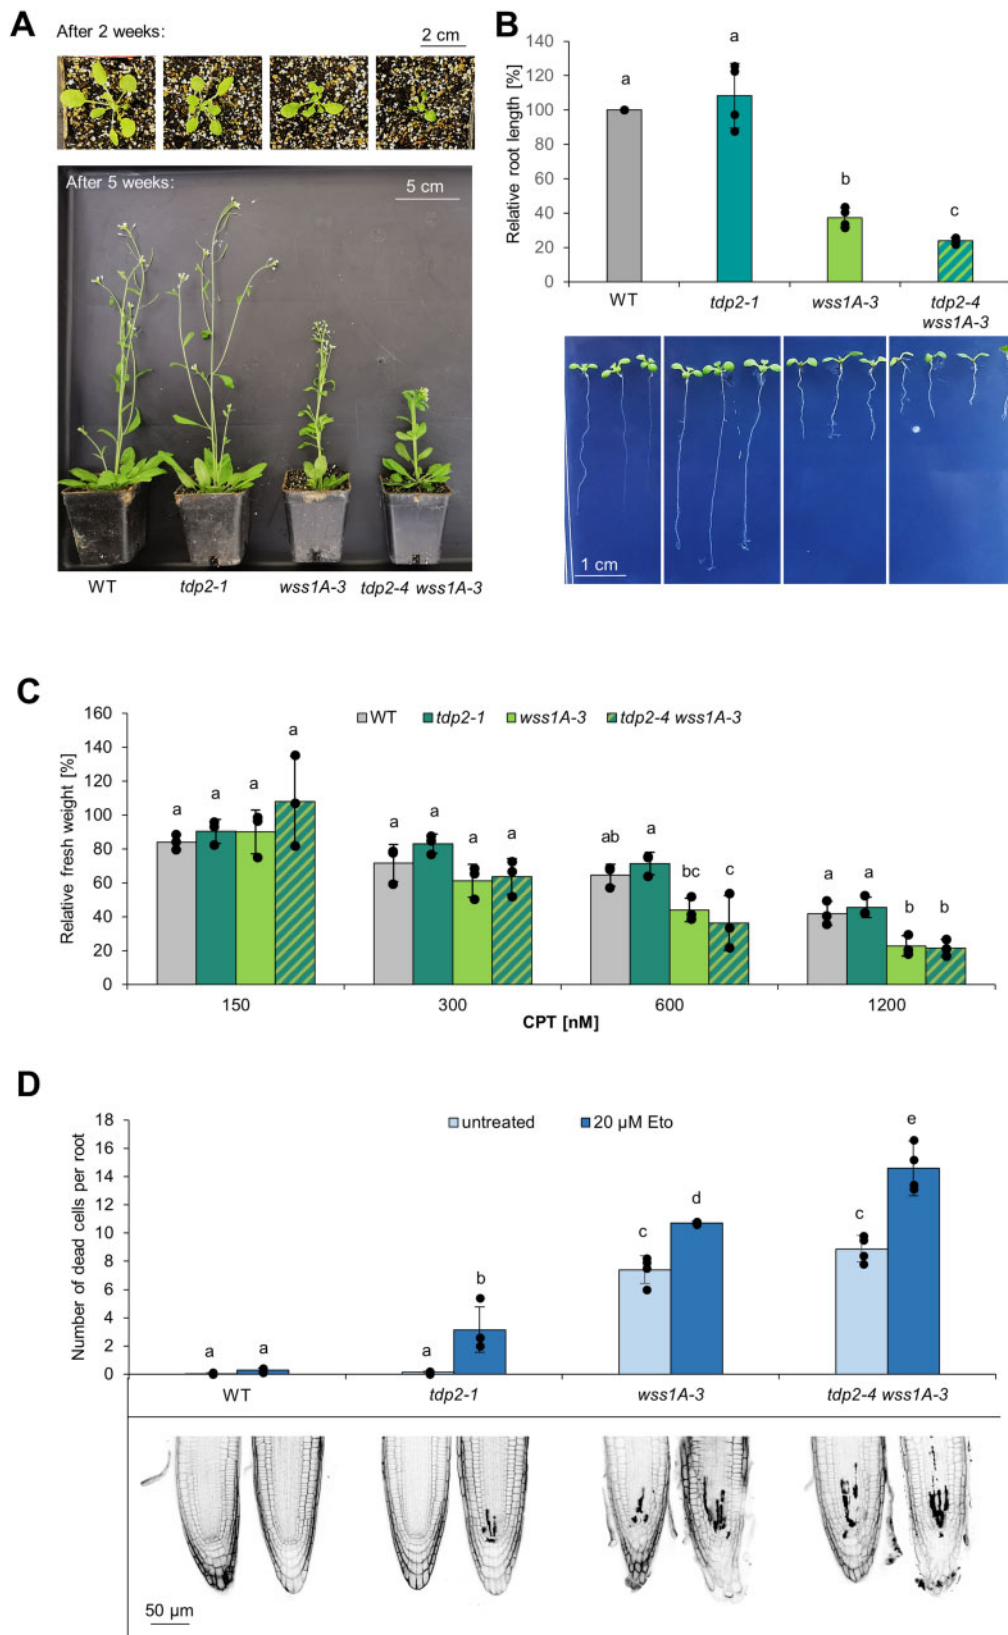 A
After 2 weeks:
2 cm
After 5 weeks:
5 cm
WT tdp2-1 wss1A-3 tdp2-4 wss1A-3
B
Relative root length [%]
140
120
100
80
60
40
20
0
a
a
b
c
WT tdp2-1 wss1A-3 tdp2-4
wss1A-3
1 cm
C
Relative fresh weight [%]
160
140
120
100
80
60
40
20
0
WT tdp2-1 wss1A-3 tdp2-4 wss1A-3
a a a a
a a a a
ab a bc c
a a b b
150 300 600 1200
CPT [nM]
D
Number of dead cells per root
18
16
14
12
10
8
6
4
2
0
untreated 20 µM Eto
a a
a b
c d
c e
WT tdp2-1 wss1A-3 tdp2-4 wss1A-3
50 µm